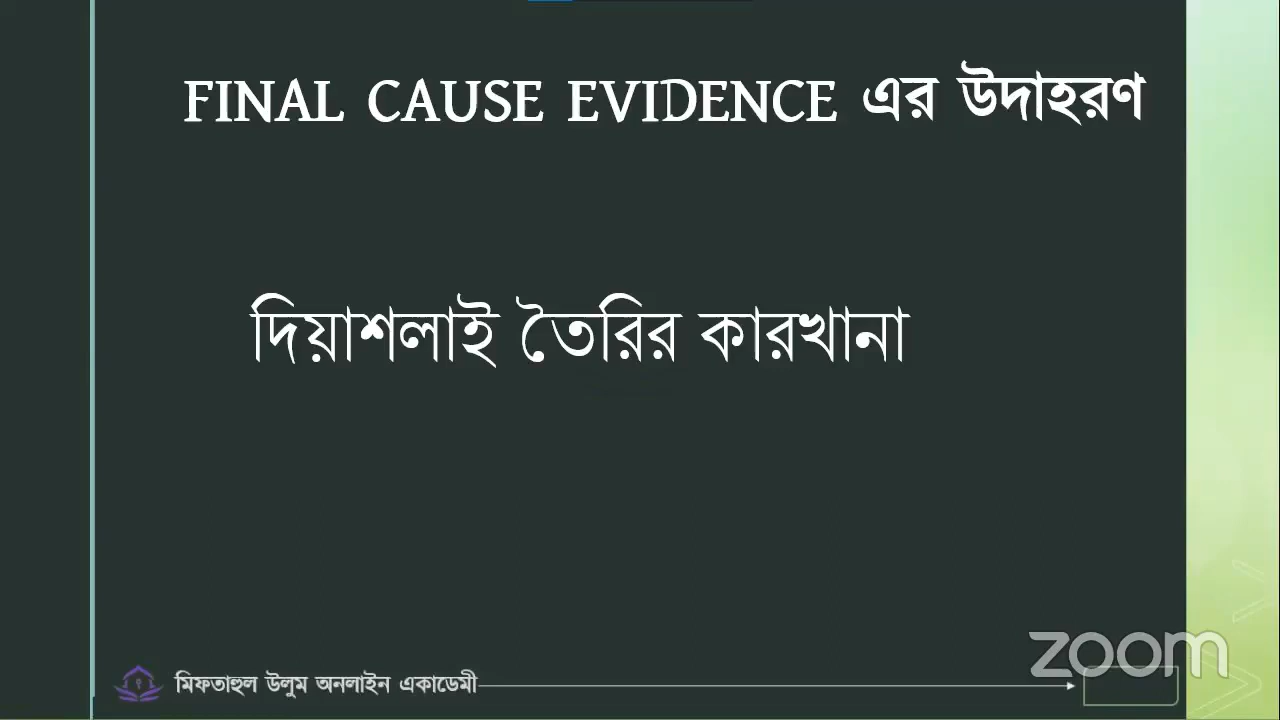 FINAL CAUSE EVIDENCE এর উদাহরণ
দিয়াশলাই তৈরির কারখানা
মিফতাহুল উলুম অনলাইন একাডেমী
zoom